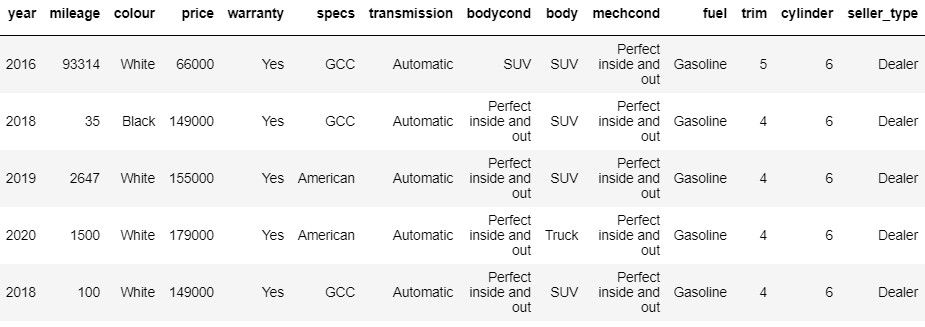 year mileage colour price warranty specs transmission bodycond body mechcond fuel trim cylinder seller_type
Perfect
2016 93314 White 66000 Yes GCC Automatic SUV SUV inside and Gasoline 5 6 Dealer
out
Perfect Perfect
2018 35 Black 149000 Yes GCC Automatic inside and SUV inside and Gasoline 4 6 Dealer
out out
Perfect Perfect
2019 2647 White 155000 Yes American Automatic inside and SUV inside and Gasoline 4 6 Dealer
out out
Perfect Perfect
2020 1500 White 179000 Yes American Automatic inside and Truck inside and Gasoline 4 6 Dealer
out out
Perfect Perfect
2018 100 White 149000 Yes GCC Automatic inside and SUV inside and Gasoline 4 6 Dealer
out out